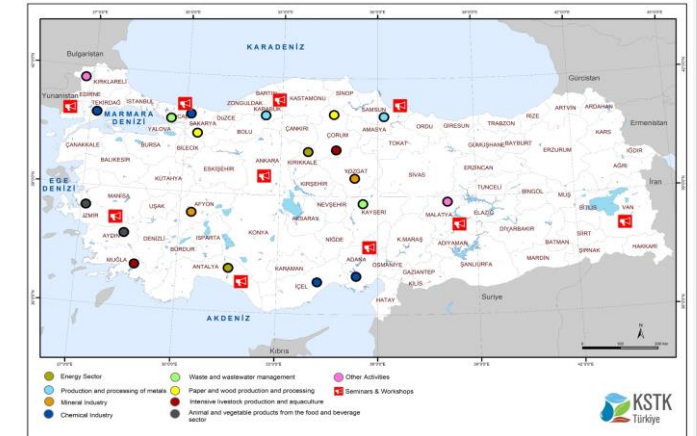 KARADENİZ
Bulgaristan
Gürcistan
KIRKLARELİ
EDİRNE
Yunanistan
TEKİRDAĞ
İSTANBUL
ZONGULDAK
BARTIN
KARABÜK
KASTAMONU
SİNOP
SAMSUN
ARTVİN
ARDAHAN
MARMARA
DENİZİ
SAKARYA
DÜZCE
BOLU
ÇANKIRI
ÇORUM
AMASYA
ORDU
GİRESUN
TRABZON
RİZE
KARS
Ermenistan
YALOVA
ÇANAKKALE
BURSA
BİLECİK
TOKAT
GÜMÜŞHANE
BAYBURT
ERZURUM
IĞDIR
BALIKESİR
ESKİŞEHİR
ANKARA
KIRIKKALE
YOZGAT
SİVAS
ERZİNCAN
AĞRI
EGE
DENİZİ
KÜTAHYA
KIRŞEHİR
TUNCELİ
BİNGÖL
MUŞ
İran
MANİSA
UŞAK
AFYON
NEVŞEHİR
KAYSERİ
MALATYA
ELAZIĞ
BİTLİS
VAN
İZMİR
AKSARAY
DİYARBAKIR
AYDIN
DENİZLİ
ISPARTA
KONYA
NİĞDE
K.MARAŞ
ADIYAMAN
BATMAN
SİİRT
ŞIRNAK
HAKKARİ
BURDUR
MUĞLA
ANTALYA
KARAMAN
ADANA
OSMANİYE
GAZİANTEP
ŞANLIURFA
MARDİN
İÇEL
KİLİS
HATAY
Suriye
AKDENİZ
Kıbrıs
N
Energy Sector
Waste and wastewater management
Other Activities
Production and processing of metals
Paper and wood production and processing
Seminars & Workshops
Mineral Industry
Intensive livestock production and aquaculture
Chemical Industry
Animal and vegetable products from the food and beverage
sector
KSTK
Türkiye